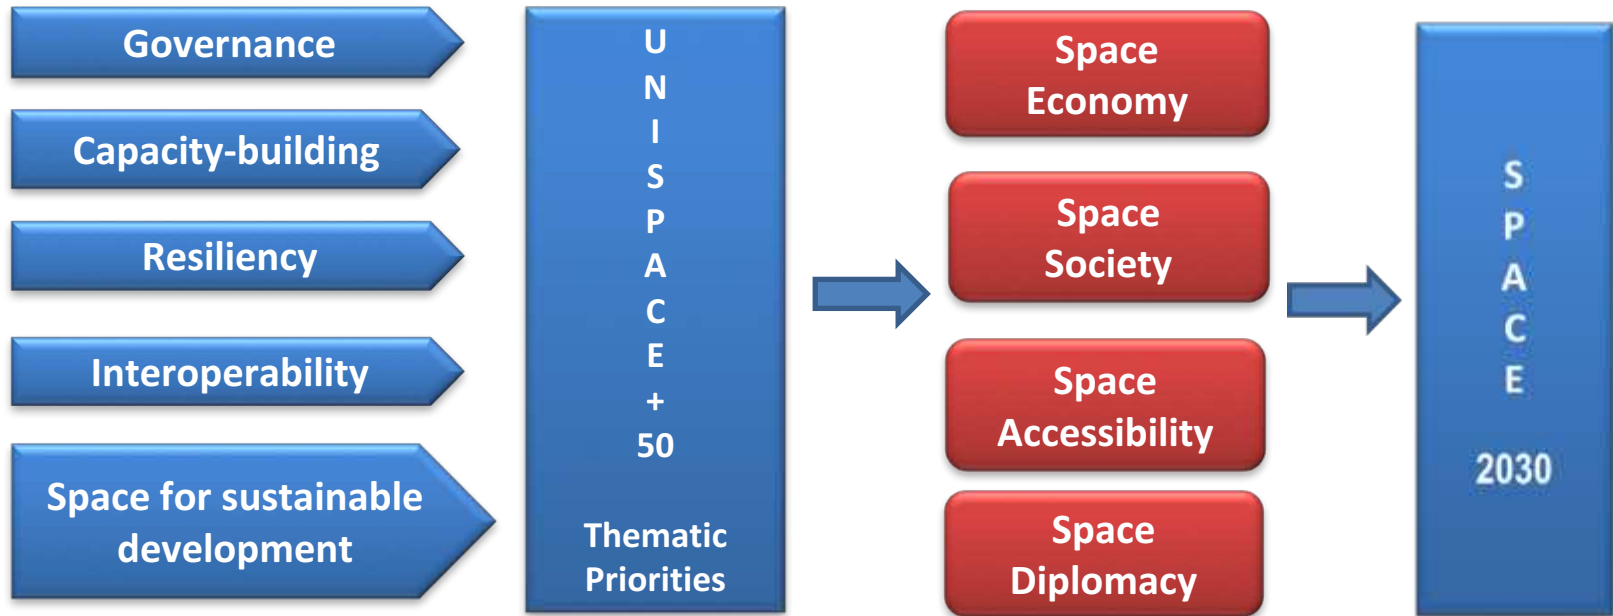 Governance
Capacity-building
Resiliency
Interoperability
Space for sustainable
development
U
N
I
S
P
A
C
E
+
50
Thematic
Priorities
Space
Economy
Space
Society
Space
Accessibility
Space
Diplomacy
S
P
A
C
E
2030